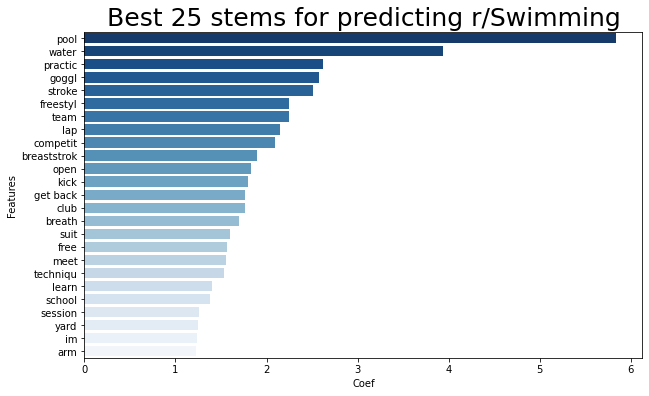 Best 25 stems for predicting r/Swimming
pool
water
practic
goggl
stroke
freestyl
team
lap
competit
breaststrok
open
kick
get back
club
breath
suit
free
meet
techniqu
learn
school
session
yard
im
arm
Features
0 1 2 3 4 5 6
Coef